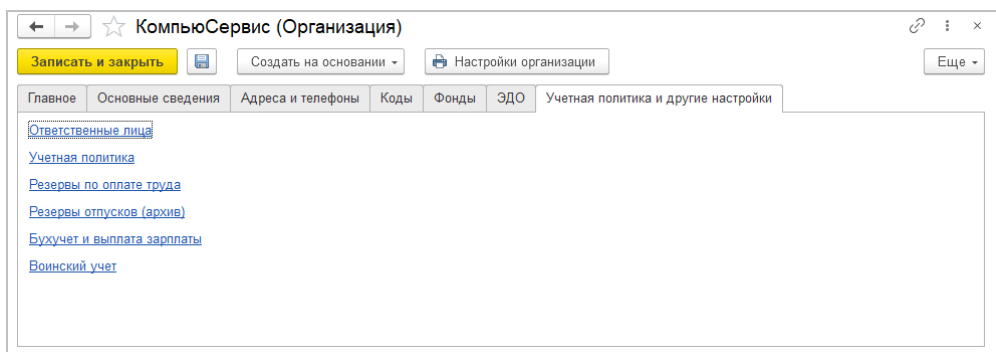 КомпьюСервис (Организация)
Записать и закрыть Создать на основании Настройки организации Еще
Главное Основные сведения Адреса и телефоны Коды Фонды ЭДО Учетная политика и другие настройки
Ответственные лица
Учетная политика
Резервы по оплате труда
Резервы отпусков (архив)
Бухучет и выплата зарплаты
Воинский учет